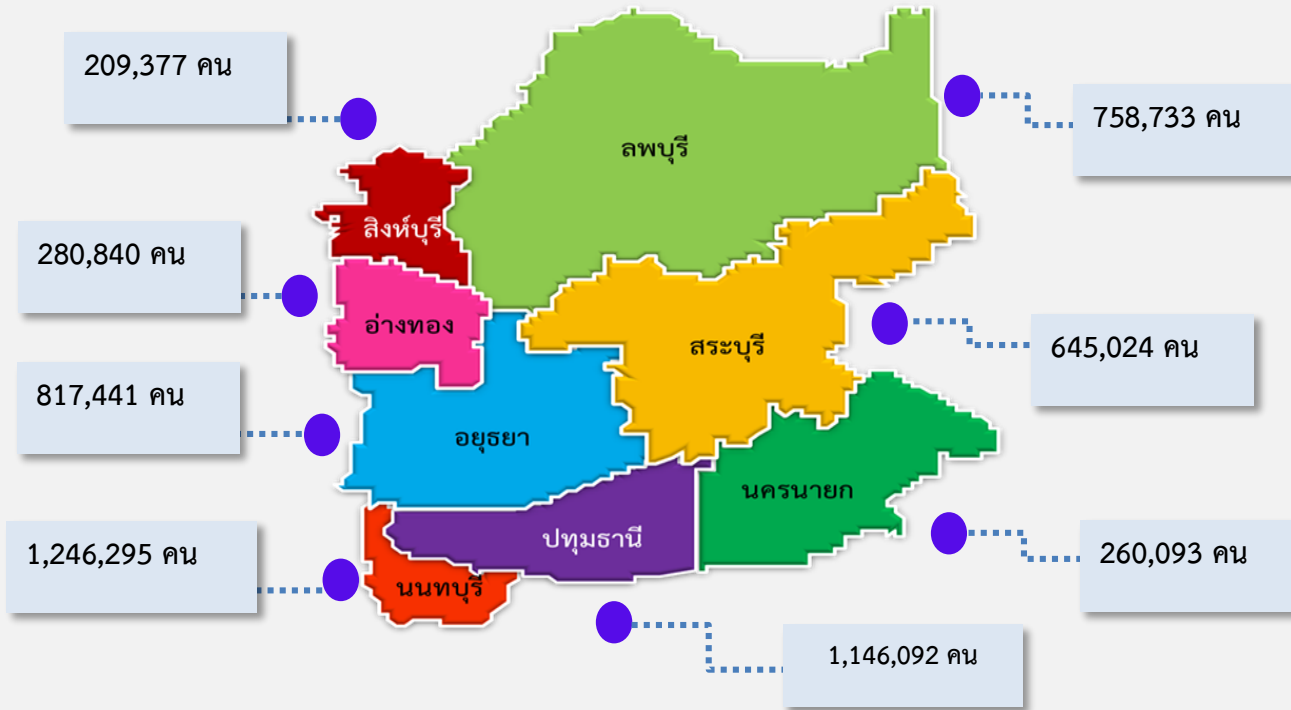 209,377 คน
758,733 คน
ลพบุรี
สิงห์บุรี
280,840 คน
อ่างทอง
สระบุรี
645,024 คน
817,441 คน
อยุธยา
นครนายก
1,246,295 คน
ปทุมธานี
260,093 คน
นนทบุรี
1,146,092 คน